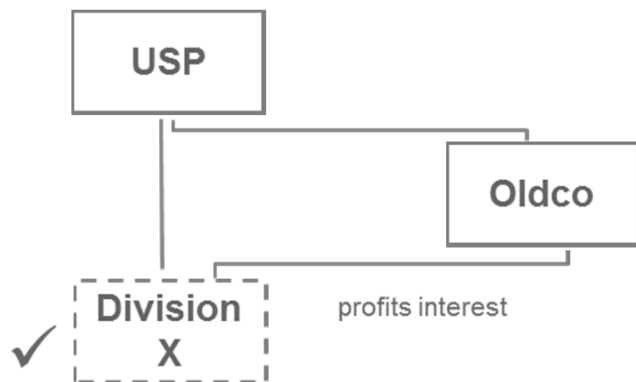 USP
Oldco
Division
X
profits interest